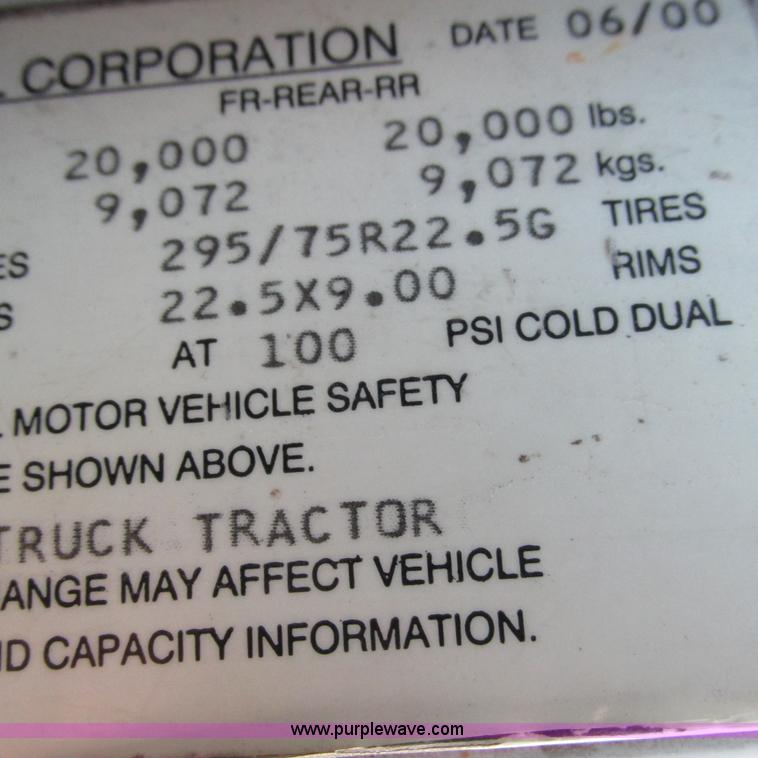 CORPORATION DATE 06/00
FR-REAR-RR
20,000 20,000 lbs.
9,072 9,072 kgs.
ES 295/75R22.5G TIRES
S 22.5X9.00 RIMS
AT 100 PSI COLD DUAL
L MOTOR VEHICLE SAFETY
E SHOWN ABOVE.
TRUCK TRACTOR
ANGE MAY AFFECT VEHICLE
ND CAPACITY INFORMATION.
www.purplewave.com